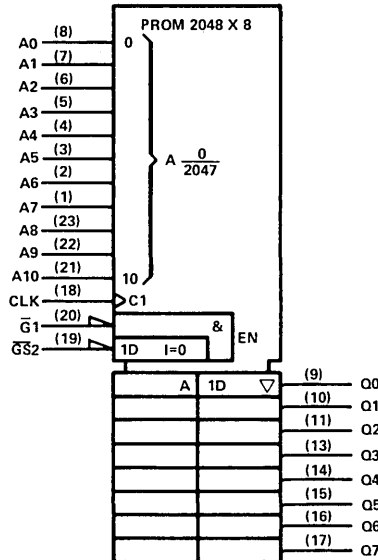 PROM 2048 X 8
A0 (8) 0
A1 (7)
A2 (6)
A3 (5)
A4 (4)
A5 (3) A 0/2047
A6 (2)
A7 (1)
A8 (23)
A9 (22)
A10 (21) 10
CLK (18) C1
G̅1 (20) & EN
G̅S̅2 (19) 1D I=0
A 1D ▽ (9) Q0
(10) Q1
(11) Q2
(13) Q3
(14) Q4
(15) Q5
(16) Q6
(17) Q7